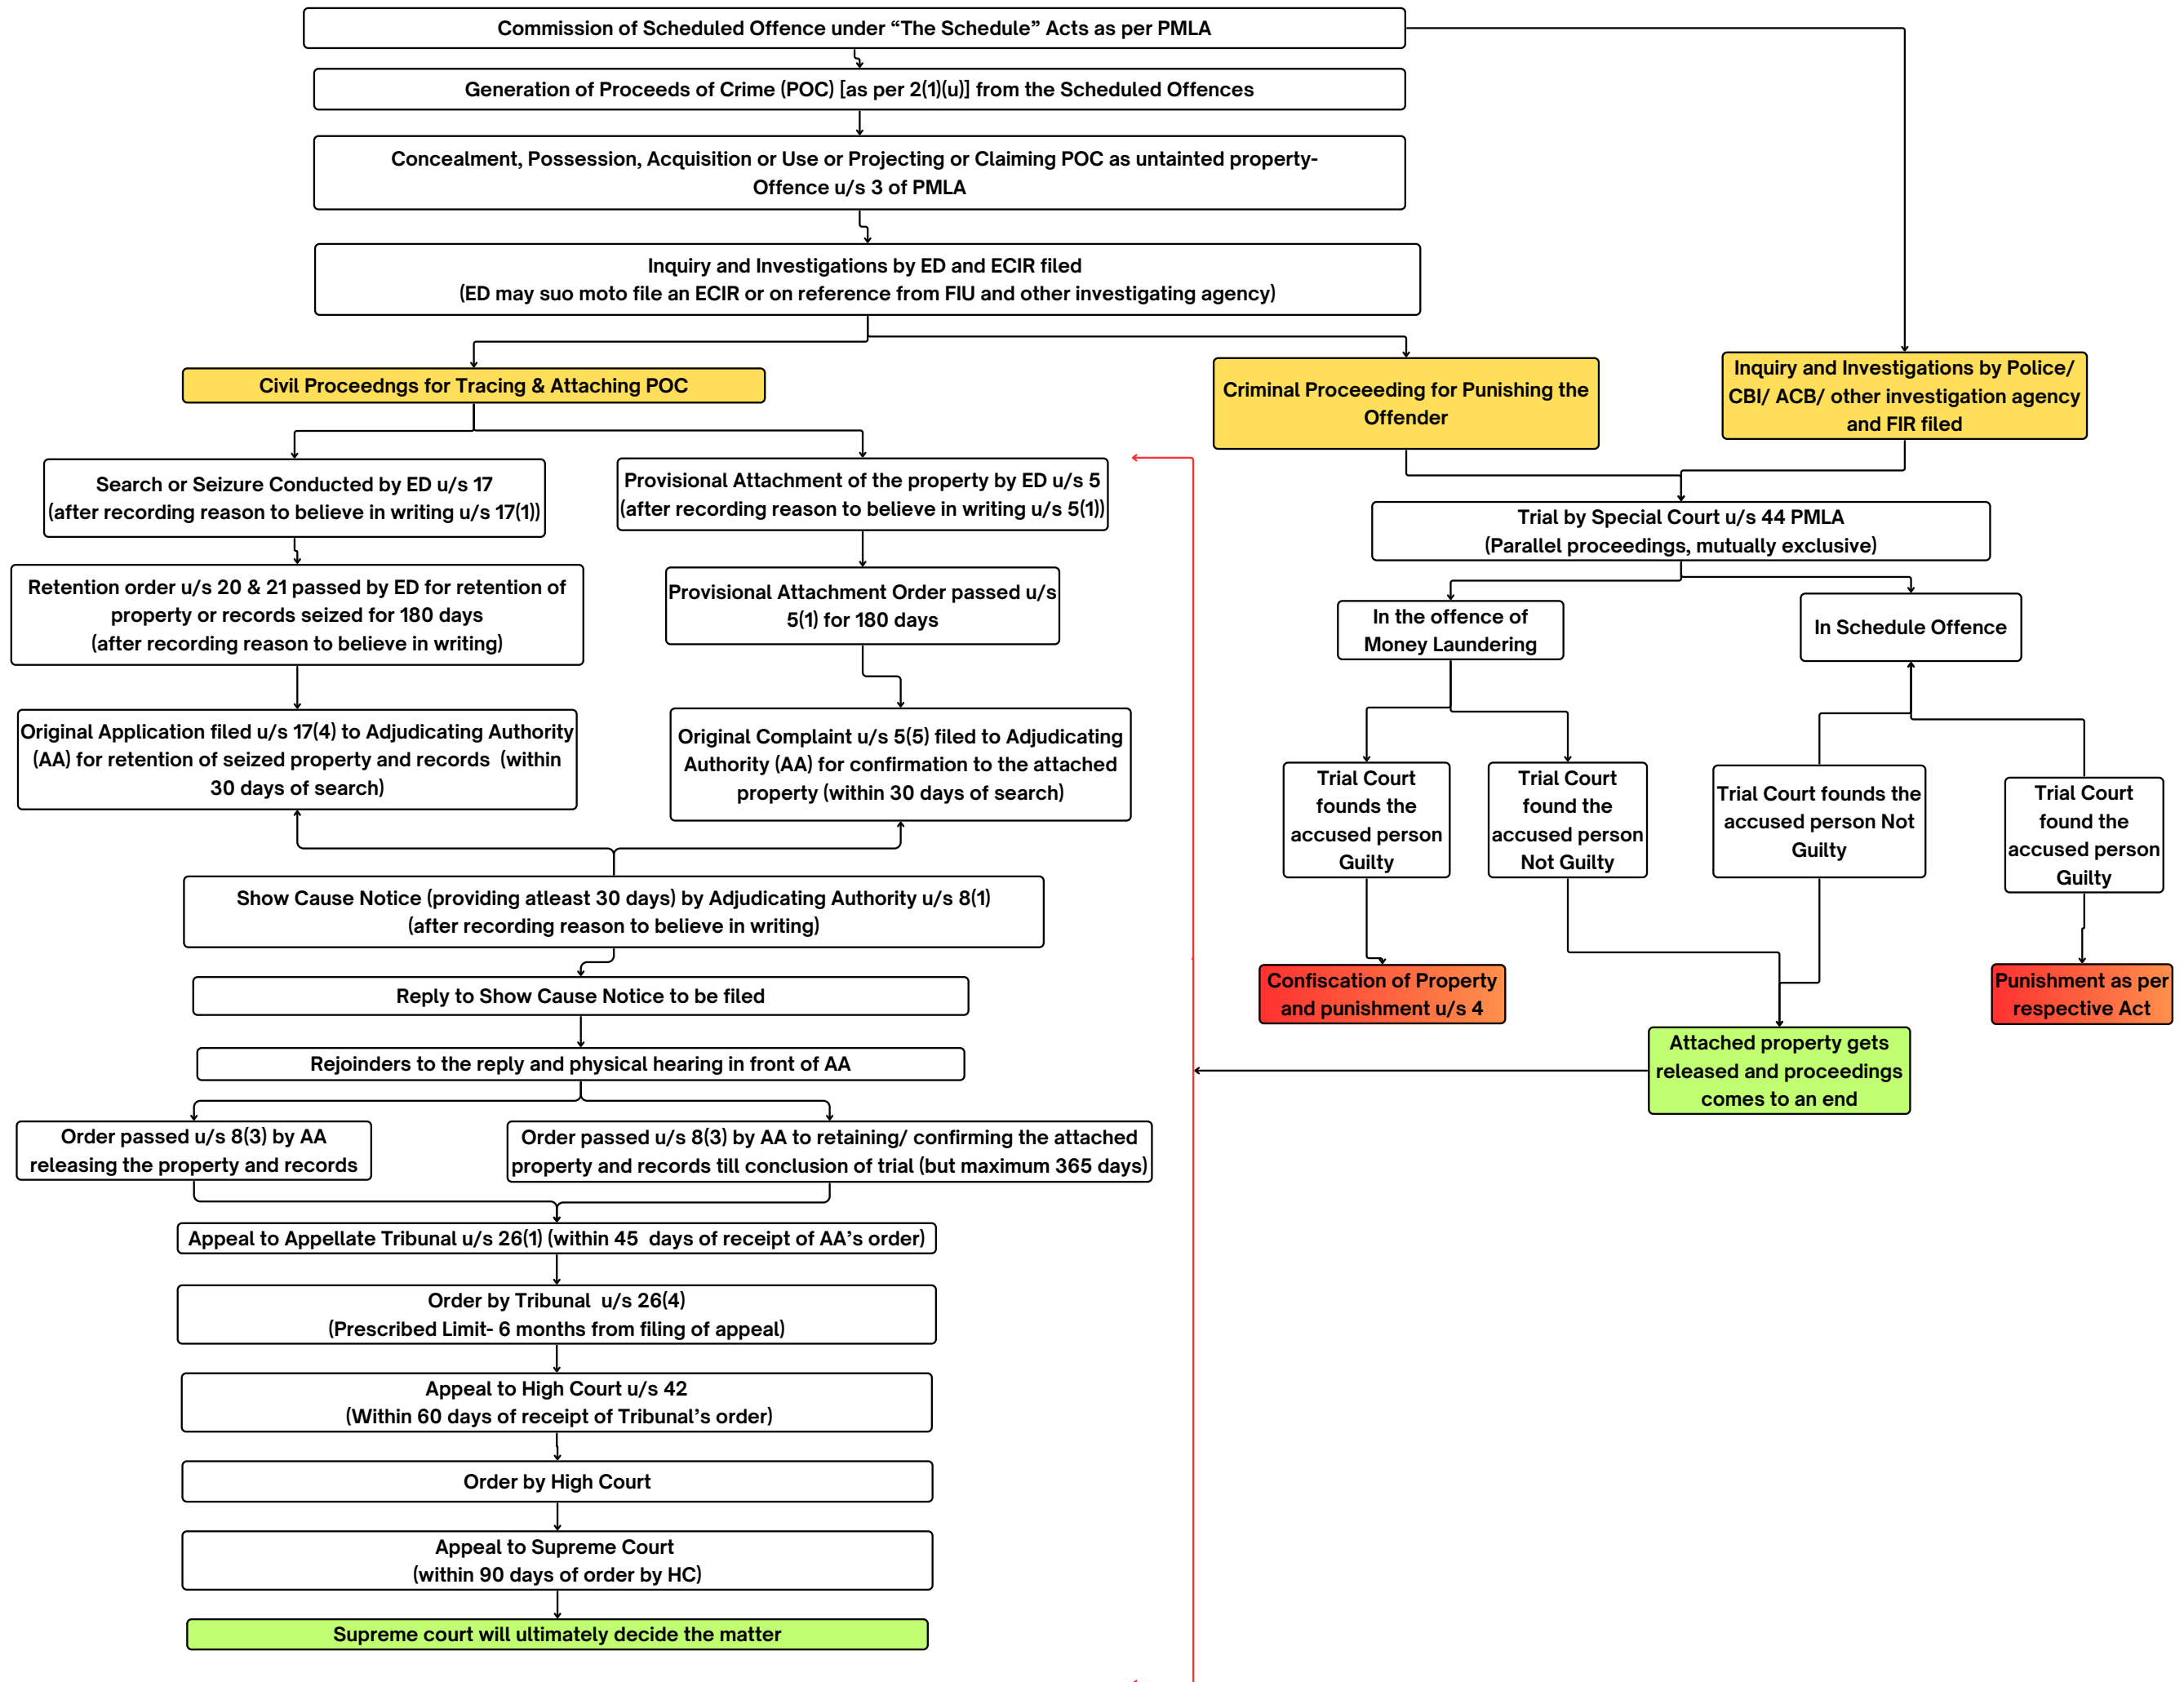 Commission of Scheduled Offence under “The Schedule” Acts as per PMLA
Generation of Proceeds of Crime (POC) [as per 2(1)(u)] from the Scheduled Offences
Concealment, Possession, Acquisition or Use or Projecting or Claiming POC as untainted property-
Offence u/s 3 of PMLA
Inquiry and Investigations by ED and ECIR filed
(ED may suo moto file an ECIR or on reference from FIU and other investigating agency)
Civil Proceedngs for Tracing & Attaching POC
Criminal Proceeeding for Punishing the
Offender
Inquiry and Investigations by Police/
CBI/ ACB/ other investigation agency
and FIR filed
Search or Seizure Conducted by ED u/s 17
(after recording reason to believe in writing u/s 17(1))
Provisional Attachment of the property by ED u/s 5
(after recording reason to believe in writing u/s 5(1))
Trial by Special Court u/s 44 PMLA
(Parallel proceedings, mutually exclusive)
Retention order u/s 20 & 21 passed by ED for retention of
property or records seized for 180 days
(after recording reason to believe in writing)
Provisional Attachment Order passed u/s
5(1) for 180 days
In the offence of
Money Laundering
In Schedule Offence
Original Application filed u/s 17(4) to Adjudicating Authority
(AA) for retention of seized property and records (within
30 days of search)
Original Complaint u/s 5(5) filed to Adjudicating
Authority (AA) for confirmation to the attached
property (within 30 days of search)
Trial Court
founds the
accused person
Guilty
Trial Court
found the
accused person
Not Guilty
Trial Court founds the
accused person Not
Guilty
Trial Court
found the
accused person
Guilty
Show Cause Notice (providing atleast 30 days) by Adjudicating Authority u/s 8(1)
(after recording reason to believe in writing)
Confiscation of Property
and punishment u/s 4
Punishment as per
respective Act
Reply to Show Cause Notice to be filed
Rejoinders to the reply and physical hearing in front of AA
Attached property gets
released and proceedings
comes to an end
Order passed u/s 8(3) by AA
releasing the property and records
Order passed u/s 8(3) by AA to retaining/ confirming the attached
property and records till conclusion of trial (but maximum 365 days)
Appeal to Appellate Tribunal u/s 26(1) (within 45 days of receipt of AA’s order)
Order by Tribunal u/s 26(4)
(Prescribed Limit- 6 months from filing of appeal)
Appeal to High Court u/s 42
(Within 60 days of receipt of Tribunal’s order)
Order by High Court
Appeal to Supreme Court
(within 90 days of order by HC)
Supreme court will ultimately decide the matter